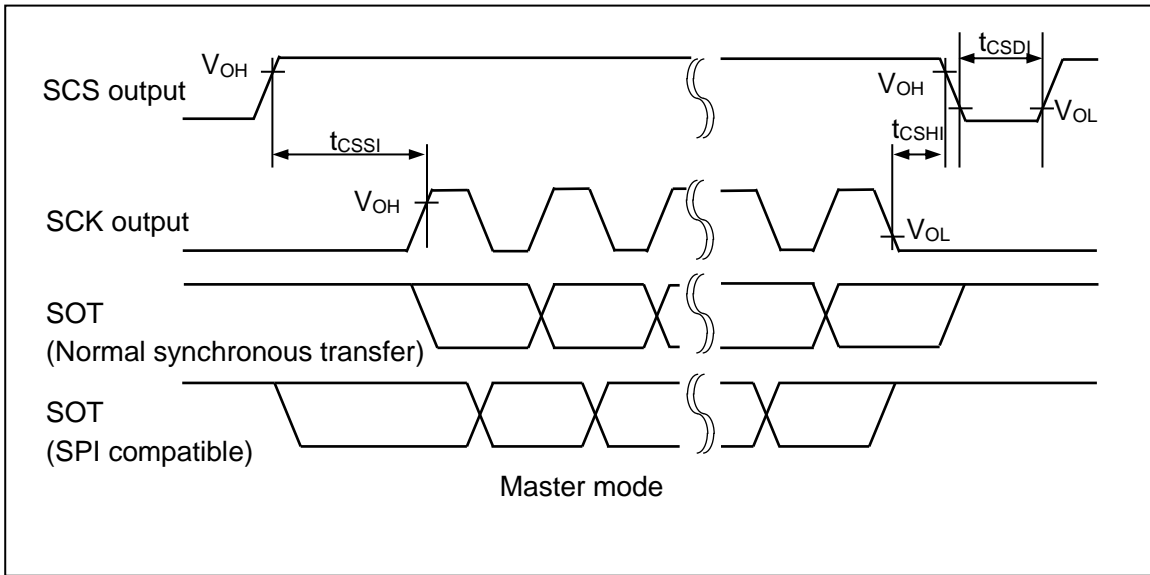 tCSDI
VOH
VOH
SCS output
VOL
tCSSI
tCSHI
VOH
SCK output
VOL
SOT
(Normal synchronous transfer)
SOT
(SPI compatible)
Master mode